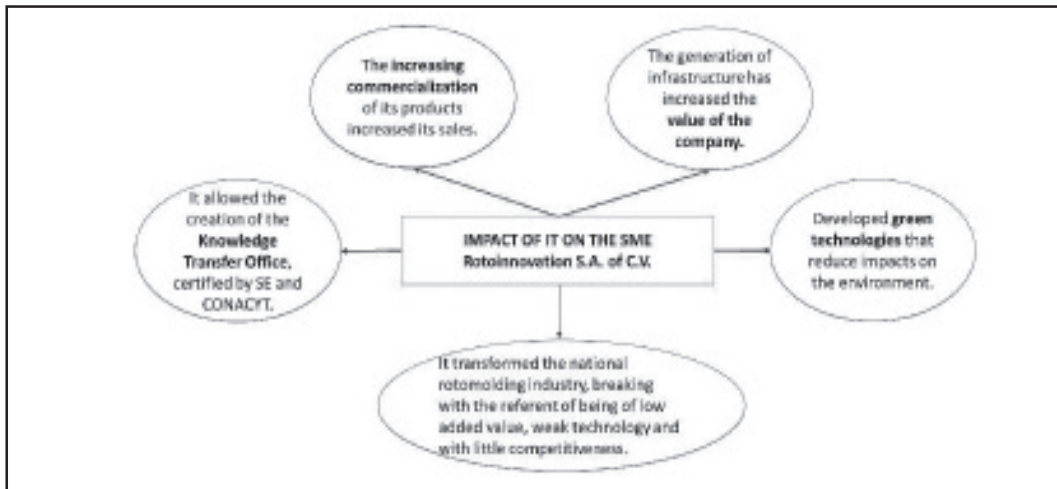 The increasing
commercialization
of its products
increased its sales.
The generation of
infrastructure has
increased the
value of the
company.
It allowed the
creation of the
Knowledge
Transfer Office,
certified by SE and
CONACYT.
IMPACT OF IT ON THE SME
Rotoinnovation S.A. of C.V.
Developed green
technologies that
reduce impacts on
the environment.
It transformed the national
rotomolding industry, breaking
with the referent of being of low
added value, weak technology and
with little competitiveness.